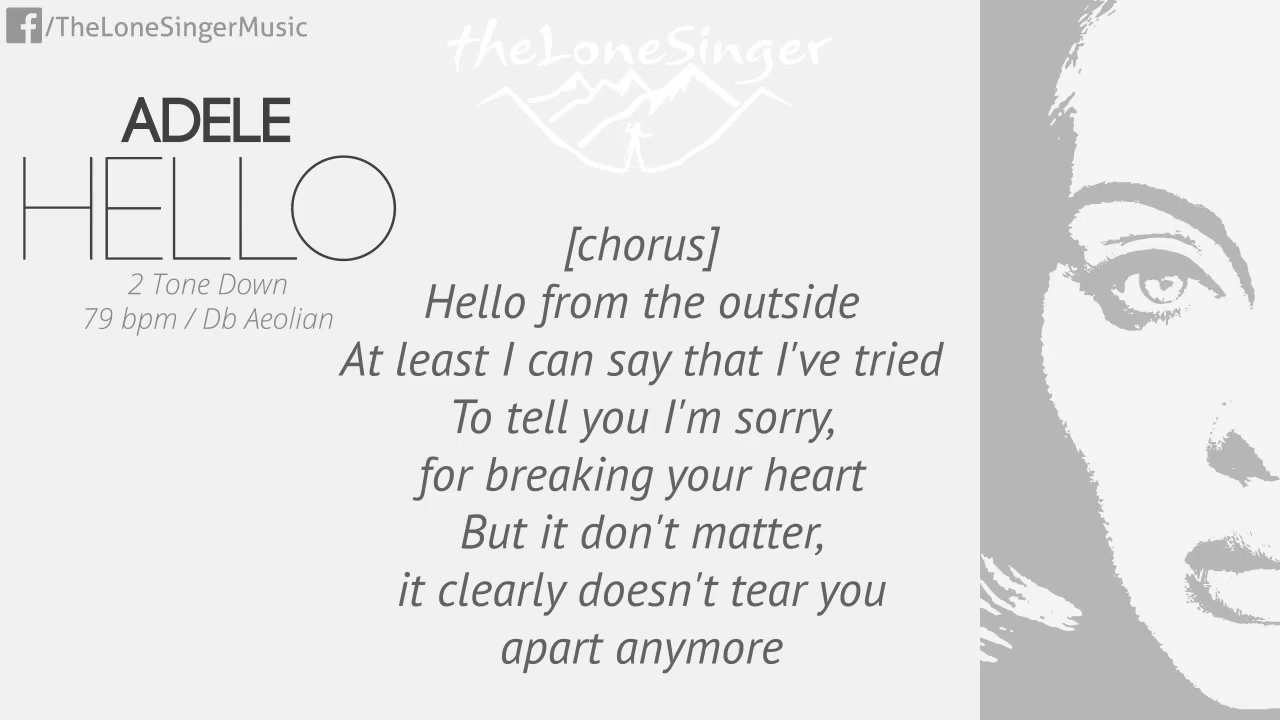 /TheLoneSingerMusic
theLoneSinger
ADELE
HELLO
2 Tone Down
79 bpm / Db Aeolian
[chorus]
Hello from the outside
At least I can say that I've tried
To tell you I'm sorry,
for breaking your heart
But it don't matter,
it clearly doesn't tear you
apart anymore